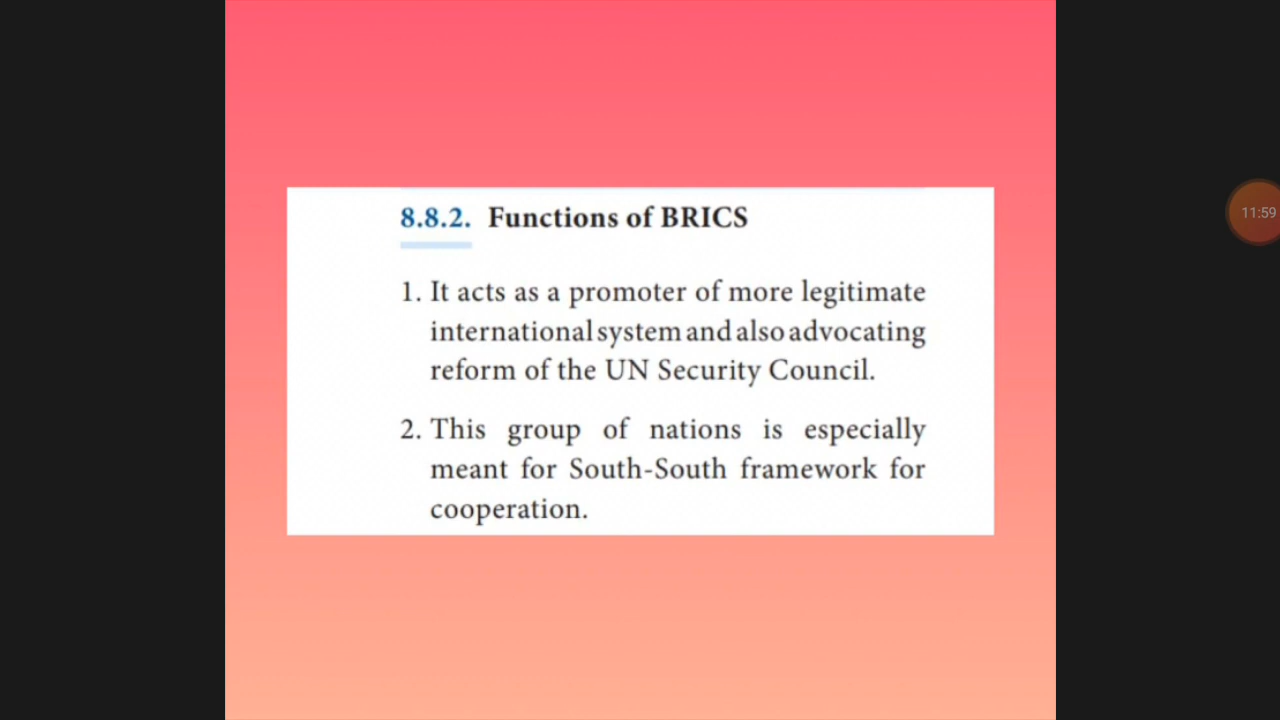 8.8.2. Functions of BRICS
1. It acts as a promoter of more legitimate
international system and also advocating
reform of the UN Security Council.
2. This group of nations is especially
meant for South-South framework for
cooperation.
11:59